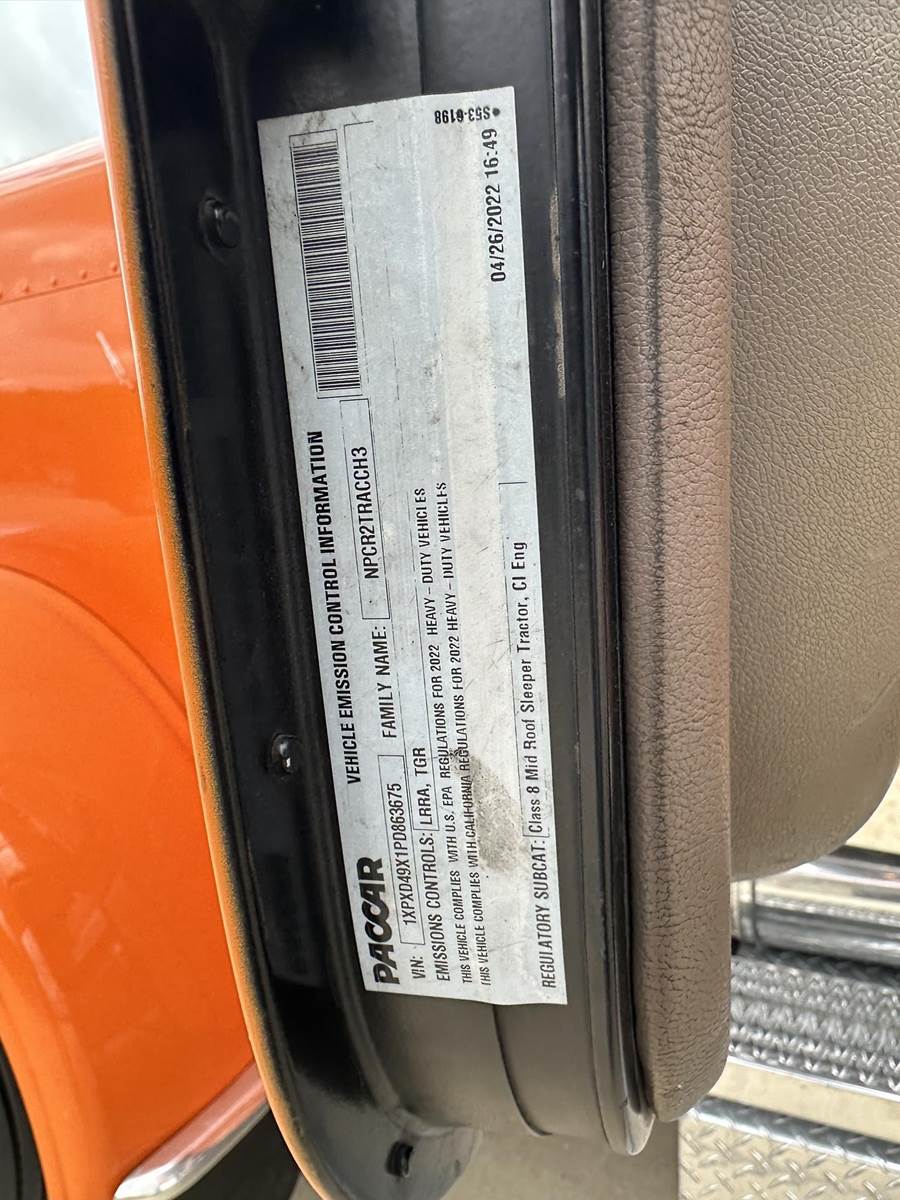 S53-6198
VEHICLE EMISSION CONTROL INFORMATION
PACCAR
VIN: 1XPXD49X1PD863675 FAMILY NAME: NPCR2TRACCH3
EMISSIONS CONTROLS: LRRA, TGR
THIS VEHICLE COMPLIES WITH U.S. EPA REGULATIONS FOR 2022 HEAVY - DUTY VEHICLES
THIS VEHICLE COMPLIES WITH CALIFORNIA REGULATIONS FOR 2022 HEAVY - DUTY VEHICLES
04/26/2022 16:49
REGULATORY SUBCAT: Class 8 Mid Roof Sleeper Tractor, CI Eng